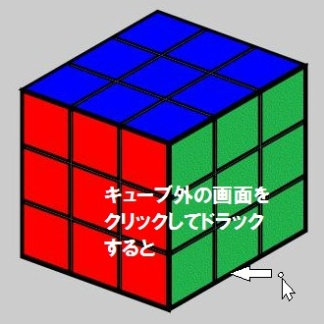 キューブ外の画面を
クリックしてドラック
すると